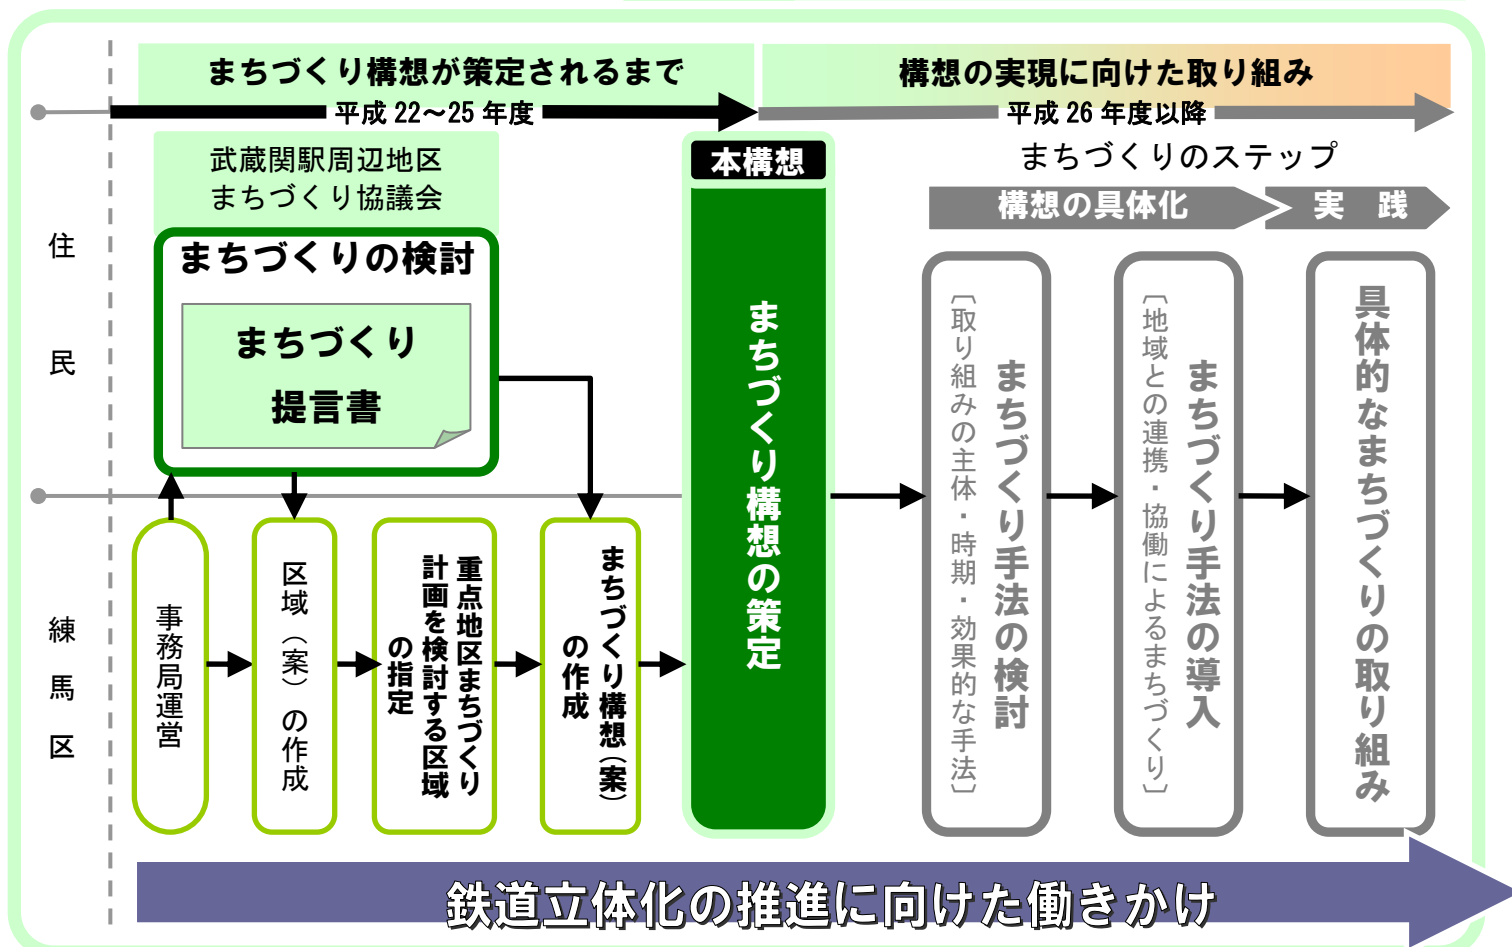 まちづくり構想が策定されるまで
構想の実現に向けた取り組み
平成 22～25 年度
平成 26 年度以降
武蔵関駅周辺地区
まちづくり協議会
本構想
まちづくりのステップ
構想の具体化
実 践
住民
まちづくりの検討
まちづくり
提言書
練馬区
事務局運営
区域（案）の作成
重点地区まちづくり
計画を検討する区域
の指定
まちづくり構想（案）
の作成
まちづくり構想の策定
まちづくり手法の検討
〔取り組みの主体・時期・効果的な手法〕
まちづくり手法の導入
〔地域との連携・協働によるまちづくり〕
具体的なまちづくりの取り組み
鉄道立体化の推進に向けた働きかけ